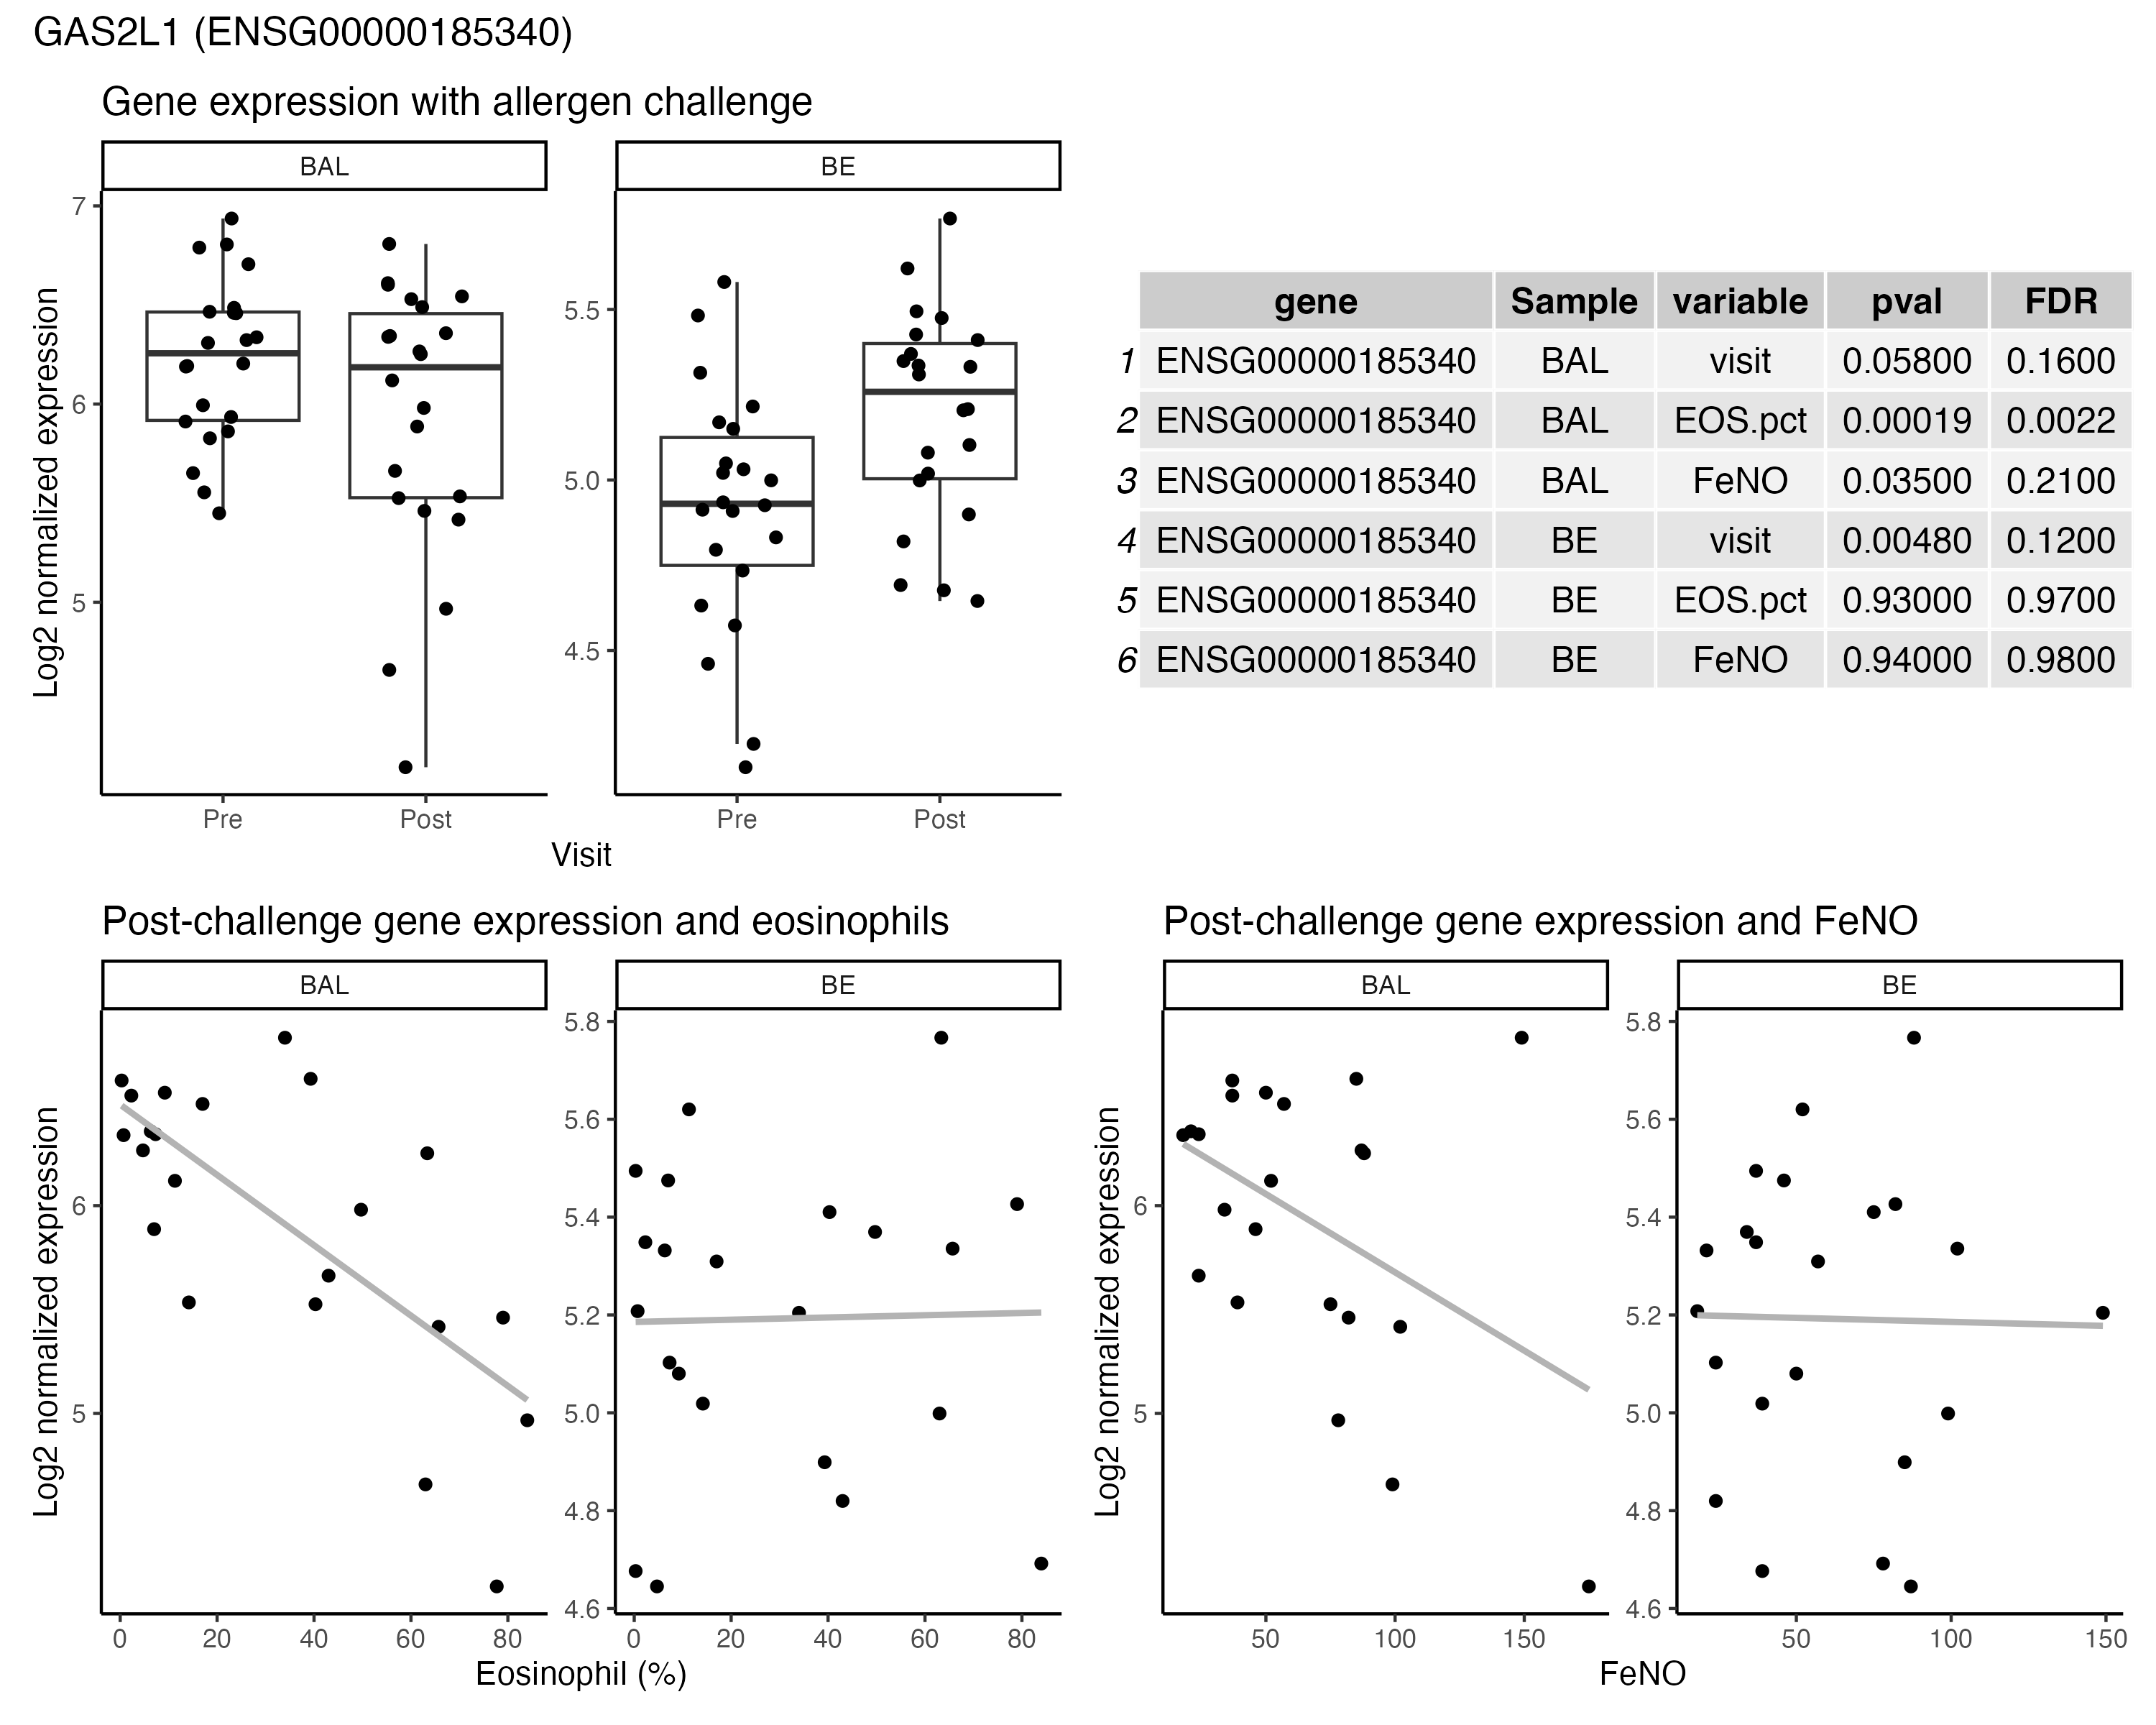 GAS2L1 (ENSG00000185340)
Gene expression with allergen challenge
BAL
BE
Log2 normalized expression
7
6
5
5.5
5.0
4.5
Pre
Post
Pre
Post
Visit
gene Sample variable pval FDR
1 ENSG00000185340 BAL visit 0.05800 0.1600
2 ENSG00000185340 BAL EOS.pct 0.00019 0.0022
3 ENSG00000185340 BAL FeNO 0.03500 0.2100
4 ENSG00000185340 BE visit 0.00480 0.1200
5 ENSG00000185340 BE EOS.pct 0.93000 0.9700
6 ENSG00000185340 BE FeNO 0.94000 0.9800
Post-challenge gene expression and eosinophils
BAL
BE
Log2 normalized expression
6
5
5.8
5.6
5.4
5.2
5.0
4.8
4.6
0 20 40 60 80
0 20 40 60 80
Eosinophil (%)
Post-challenge gene expression and FeNO
BAL
BE
Log2 normalized expression
6
5
5.8
5.6
5.4
5.2
5.0
4.8
4.6
50 100 150
50 100 150
FeNO